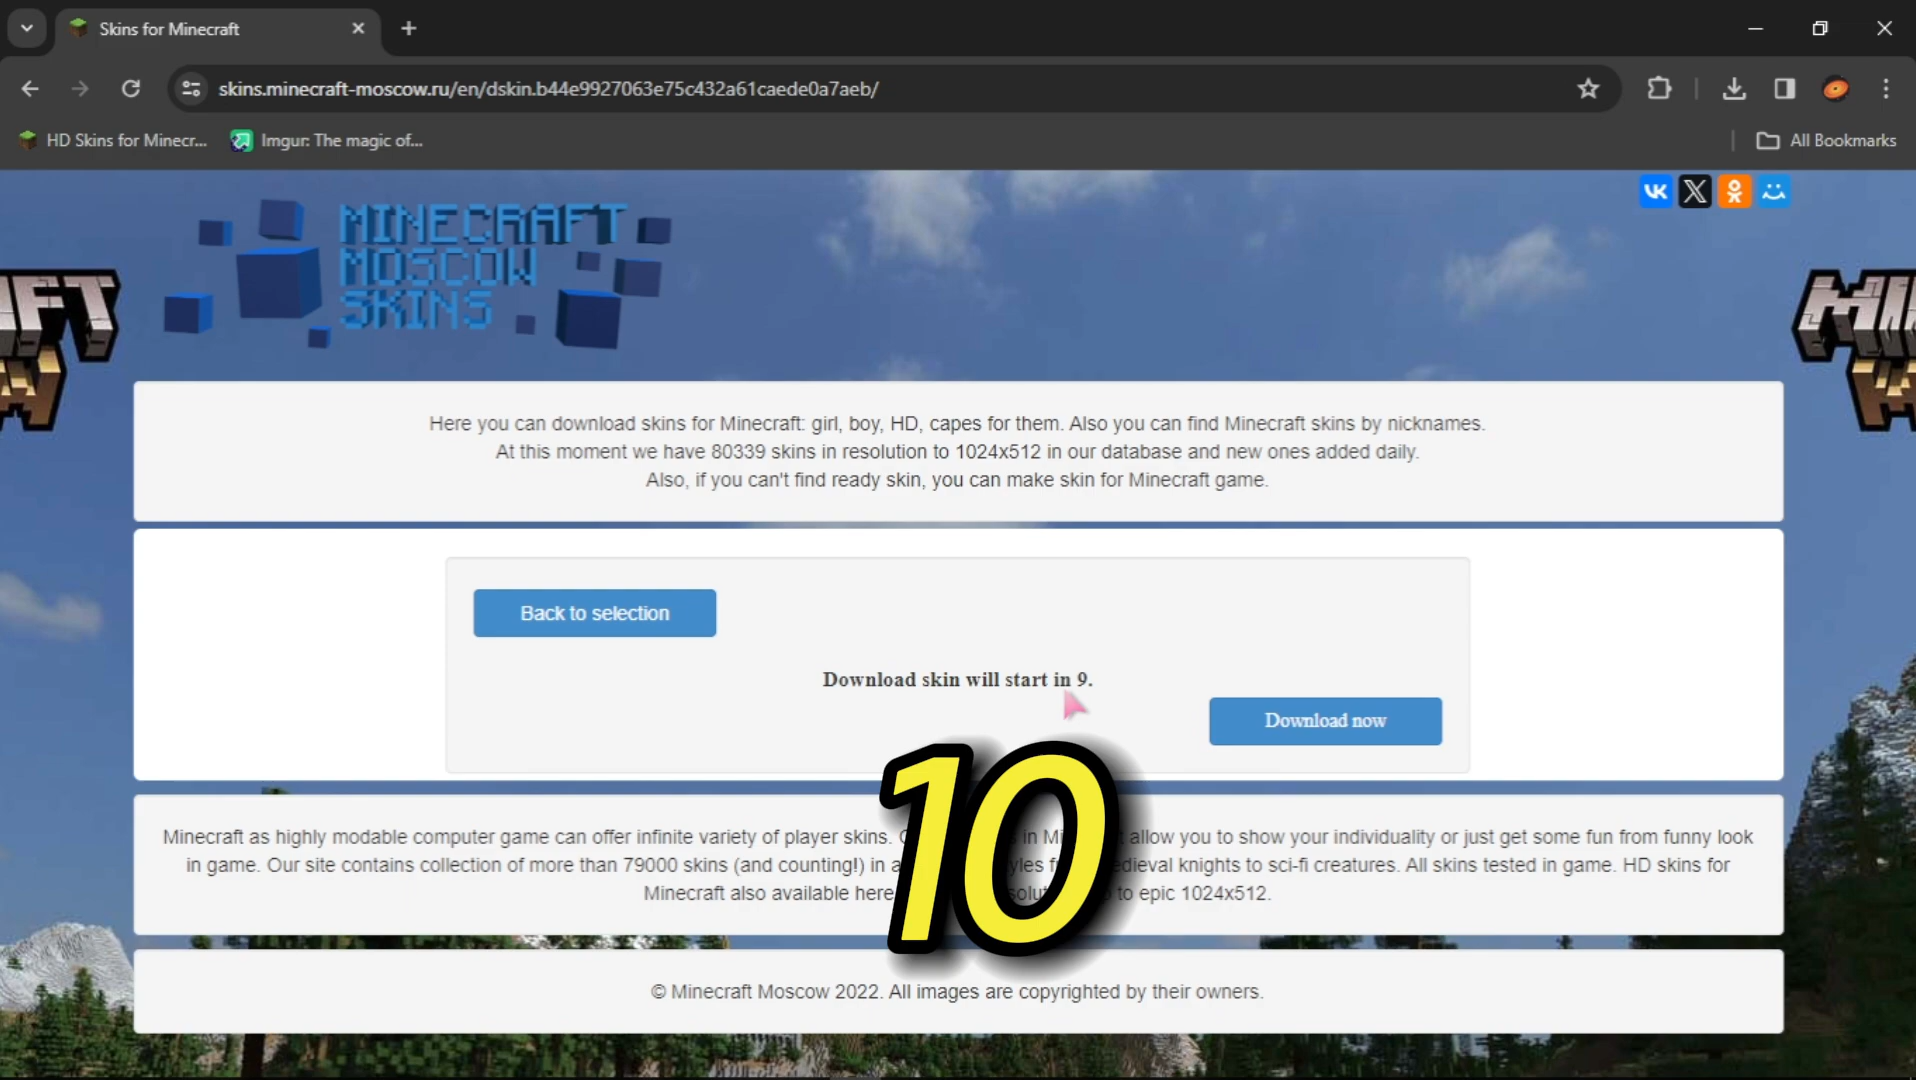 Skins for Minecraft
skins.minecraft-moscow.ru/en/dskin.b44e9927063e75c432a61caede0a7aeb/
HD Skins for Minecr...
Imgur: The magic of...
All Bookmarks
MINECRAFT
MOSCOW
SKINS
Here you can download skins for Minecraft: girl, boy, HD, capes for them. Also you can find Minecraft skins by nicknames.
At this moment we have 80339 skins in resolution to 1024x512 in our database and new ones added daily.
Also, if you can't find ready skin, you can make skin for Minecraft game.
Back to selection
Download skin will start in 9.
Download now
10
Minecraft as highly modable computer game can offer infinite variety of player skins. in allow you to show your individuality or just get some fun from funny look
in game. Our site contains collection of more than 79000 skins (and counting!) in to sci-fi creatures. All skins tested in game. HD skins for
Minecraft also available here to epic 1024x512.
© Minecraft Moscow 2022. All images are copyrighted by their owners.